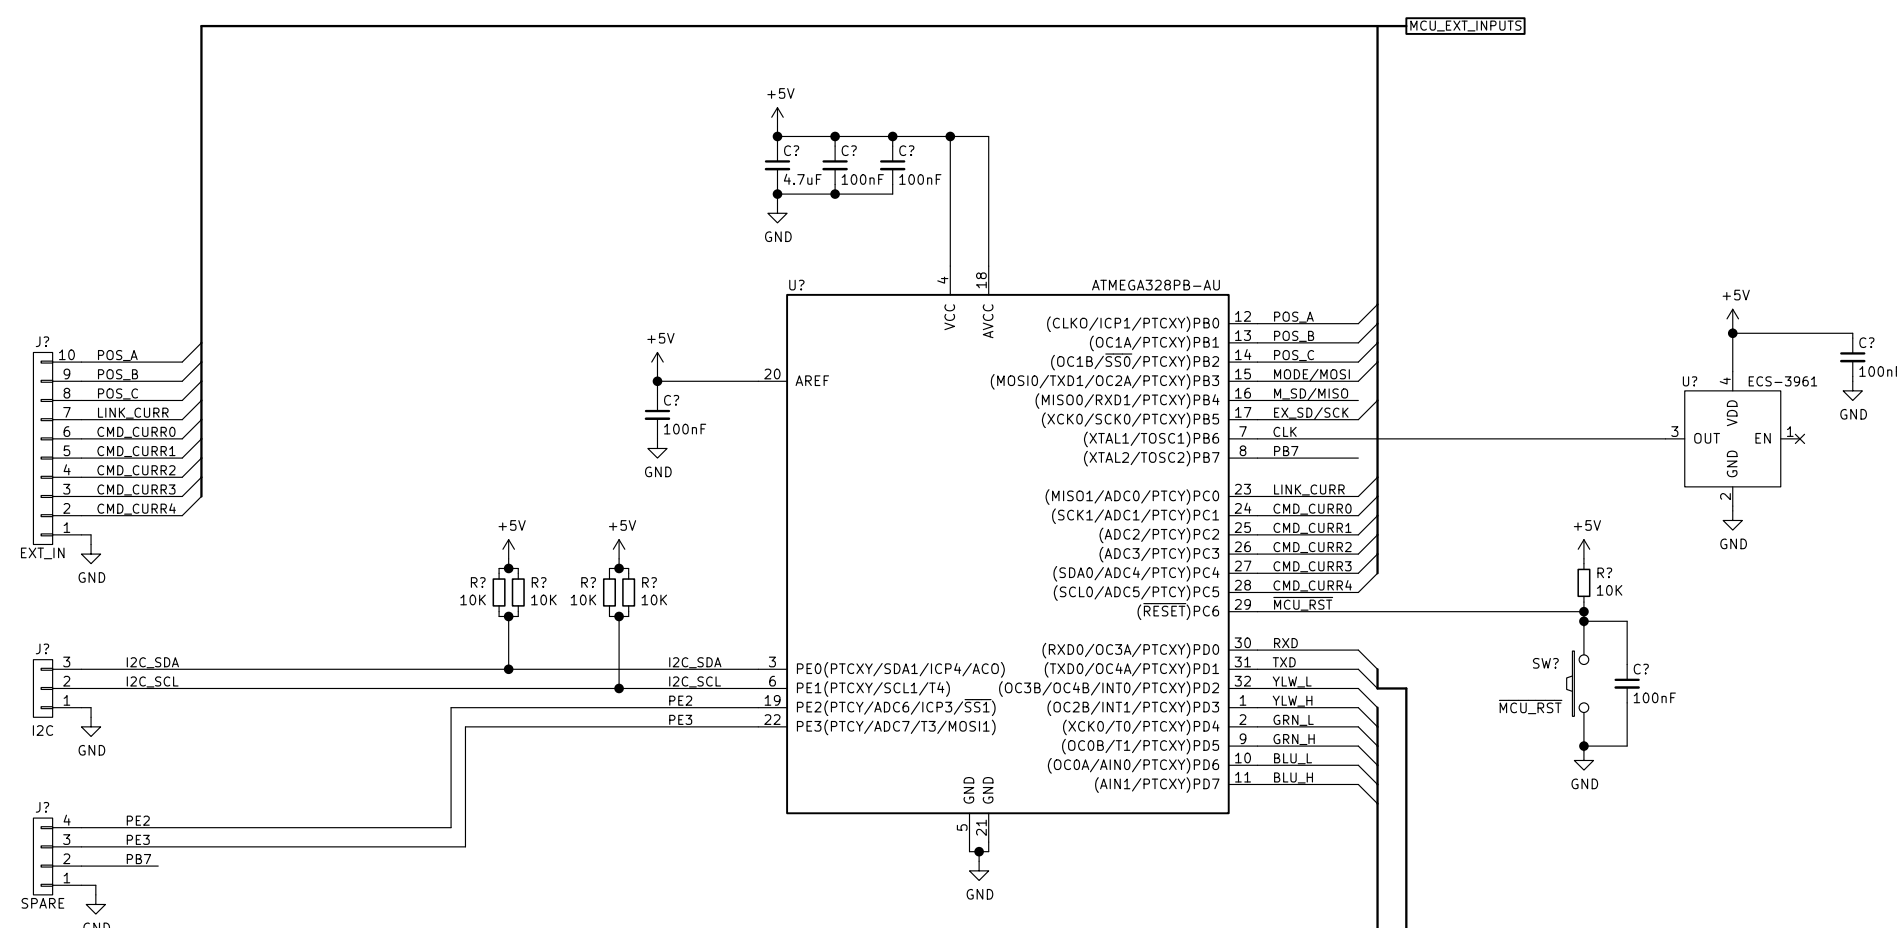 MCU_EXT_INPUTS
+5V
C?
4.7uF
C?
100nF
C?
100nF
GND
U?
ATMEGA328PB-AU
4
VCC
18
AVCC
+5V
20
AREF
C?
100nF
GND
(CLKO/ICP1/PTCXY)PB0 12 POS_A
(OC1A/PTCXY)PB1 13 POS_B
(OC1B/SS0/PTCXY)PB2 14 POS_C
(MOSI0/TXD1/OC2A/PTCXY)PB3 15 MODE/MOSI
(MISO0/RXD1/PTCXY)PB4 16 M_SD/MISO
(XCK0/SCK0/PTCXY)PB5 17 EX_SD/SCK
(XTAL1/TOSC1)PB6 7 CLK
(XTAL2/TOSC2)PB7 8 PB7
(MISO1/ADC0/PTCY)PC0 23 LINK_CURR
(SCK1/ADC1/PTCY)PC1 24 CMD_CURR0
(ADC2/PTCY)PC2 25 CMD_CURR1
(ADC3/PTCY)PC3 26 CMD_CURR2
(SDA0/ADC4/PTCY)PC4 27 CMD_CURR3
(SCL0/ADC5/PTCY)PC5 28 CMD_CURR4
(RESET)PC6 29 MCU_RST
(RXD0/OC3A/PTCXY)PD0 30 RXD
(TXD0/OC4A/PTCXY)PD1 31 TXD
(OC3B/OC4B/INT0/PTCXY)PD2 32 YLW_L
(OC2B/INT1/PTCXY)PD3 1 YLW_H
(XCK0/T0/PTCXY)PD4 2 GRN_L
(OC0B/T1/PTCXY)PD5 9 GRN_H
(OC0A/AIN0/PTCXY)PD6 10 BLU_L
(AIN1/PTCXY)PD7 11 BLU_H
I2C_SDA 3 PE0(PTCXY/SDA1/ICP4/ACO)
I2C_SCL 6 PE1(PTCXY/SCL1/T4)
PE2 19 PE2(PTCY/ADC6/ICP3/SS1)
PE3 22 PE3(PTCY/ADC7/T3/MOSI1)
GND
GND
5
21
GND
J?
10 POS_A
9 POS_B
8 POS_C
7 LINK_CURR
6 CMD_CURR0
5 CMD_CURR1
4 CMD_CURR2
3 CMD_CURR3
2 CMD_CURR4
1
EXT_IN
GND
+5V
+5V
R?
10K
R?
10K
R?
10K
R?
10K
J?
3 I2C_SDA
2 I2C_SCL
1
I2C
GND
J?
4 PE2
3 PE3
2 PB7
1
SPARE
GND
+5V
C?
100n
GND
U?
4
ECS-3961
VDD
3 OUT
EN 1
GND
2
GND
+5V
R?
10K
SW?
MCU_RST
C?
100nF
GND